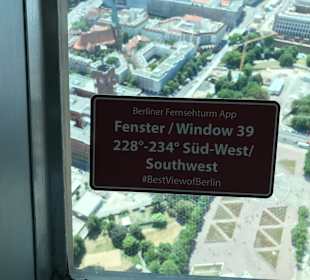 Berliner Fernsehturm App
Fenster / Window 39
228°-234° Süd-West/
Southwest
#BestViewofBerlin